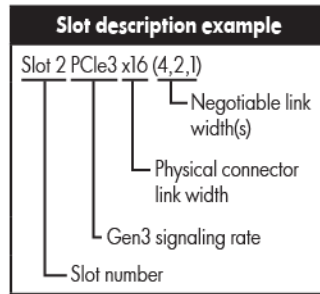 Slot description example
Slot 2 PCIe3 x16 (4,2,1)
Negotiable link
width(s)
Physical connector
link width
Gen3 signaling rate
Slot number